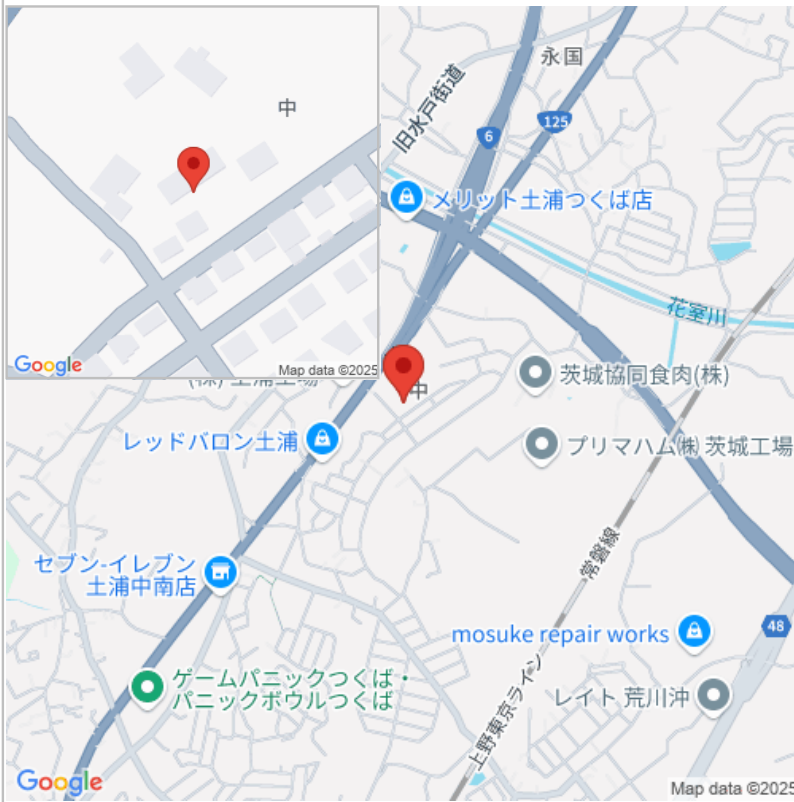 中
Google
Map data ©2025
永国
旧水戸街道
6
125
メリット土浦つくば店
花室川
中
茨城協同食肉(株)
レッドバロン土浦
プリマハム㈱ 茨城工場
常磐線
セブン-イレブン
土浦中南店
mosuke repair works
48
ゲームパニックつくば・
パニックボウルつくば
上野東京ライン
レイト 荒川沖
Google
Map data ©2025